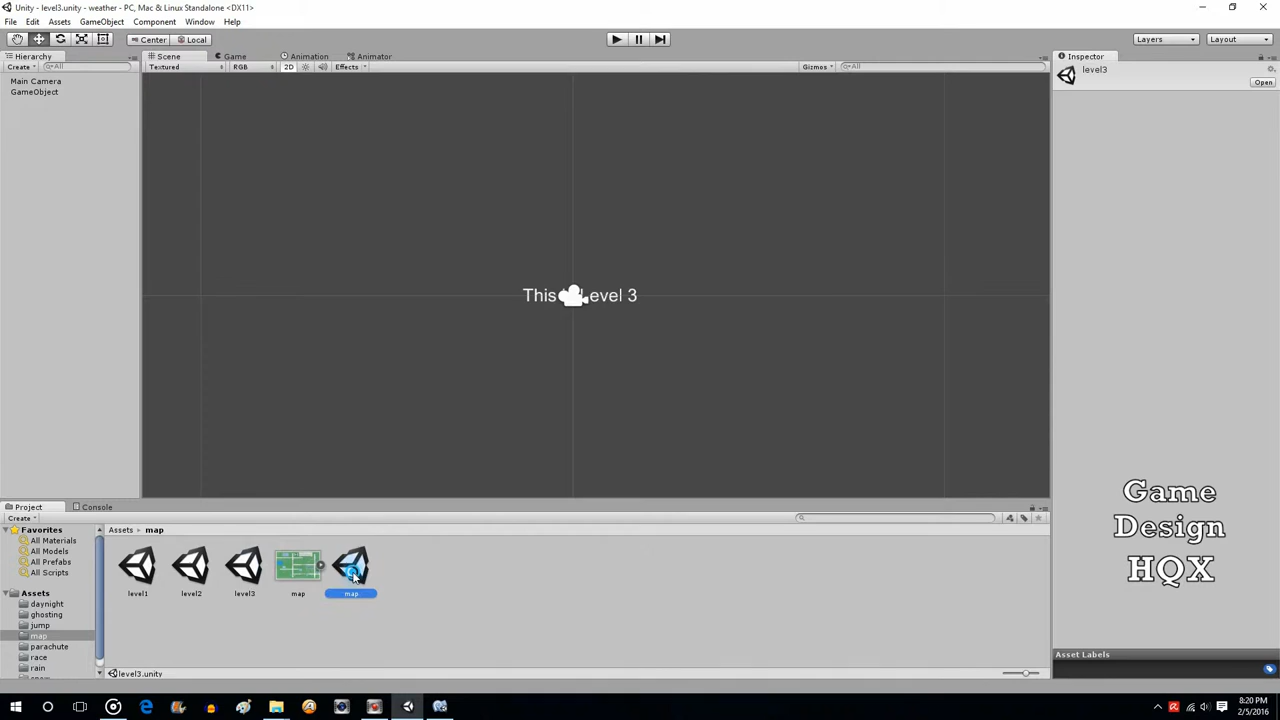 Unity - level3.unity - weather - PC, Mac & Linux Standalone <DX11>
File Edit Assets GameObject Component Window Help
Center Local Layers Layout
Hierarchy Scene Game Animation Animator Inspector
Create All Textured RGB 2D Effects Gizmos All level3
Open
Main Camera
GameObject
This Level 3
Game
Design
HQX
Project Console
Create
Favorites Assets map
All Materials
All Models
All Prefabs
All Scripts
Assets level1 level2 level3 map map
daynight
ghosting
jump
map
parachute
race
rain
Asset Labels
level3.unity
8:20 PM
2/5/2016